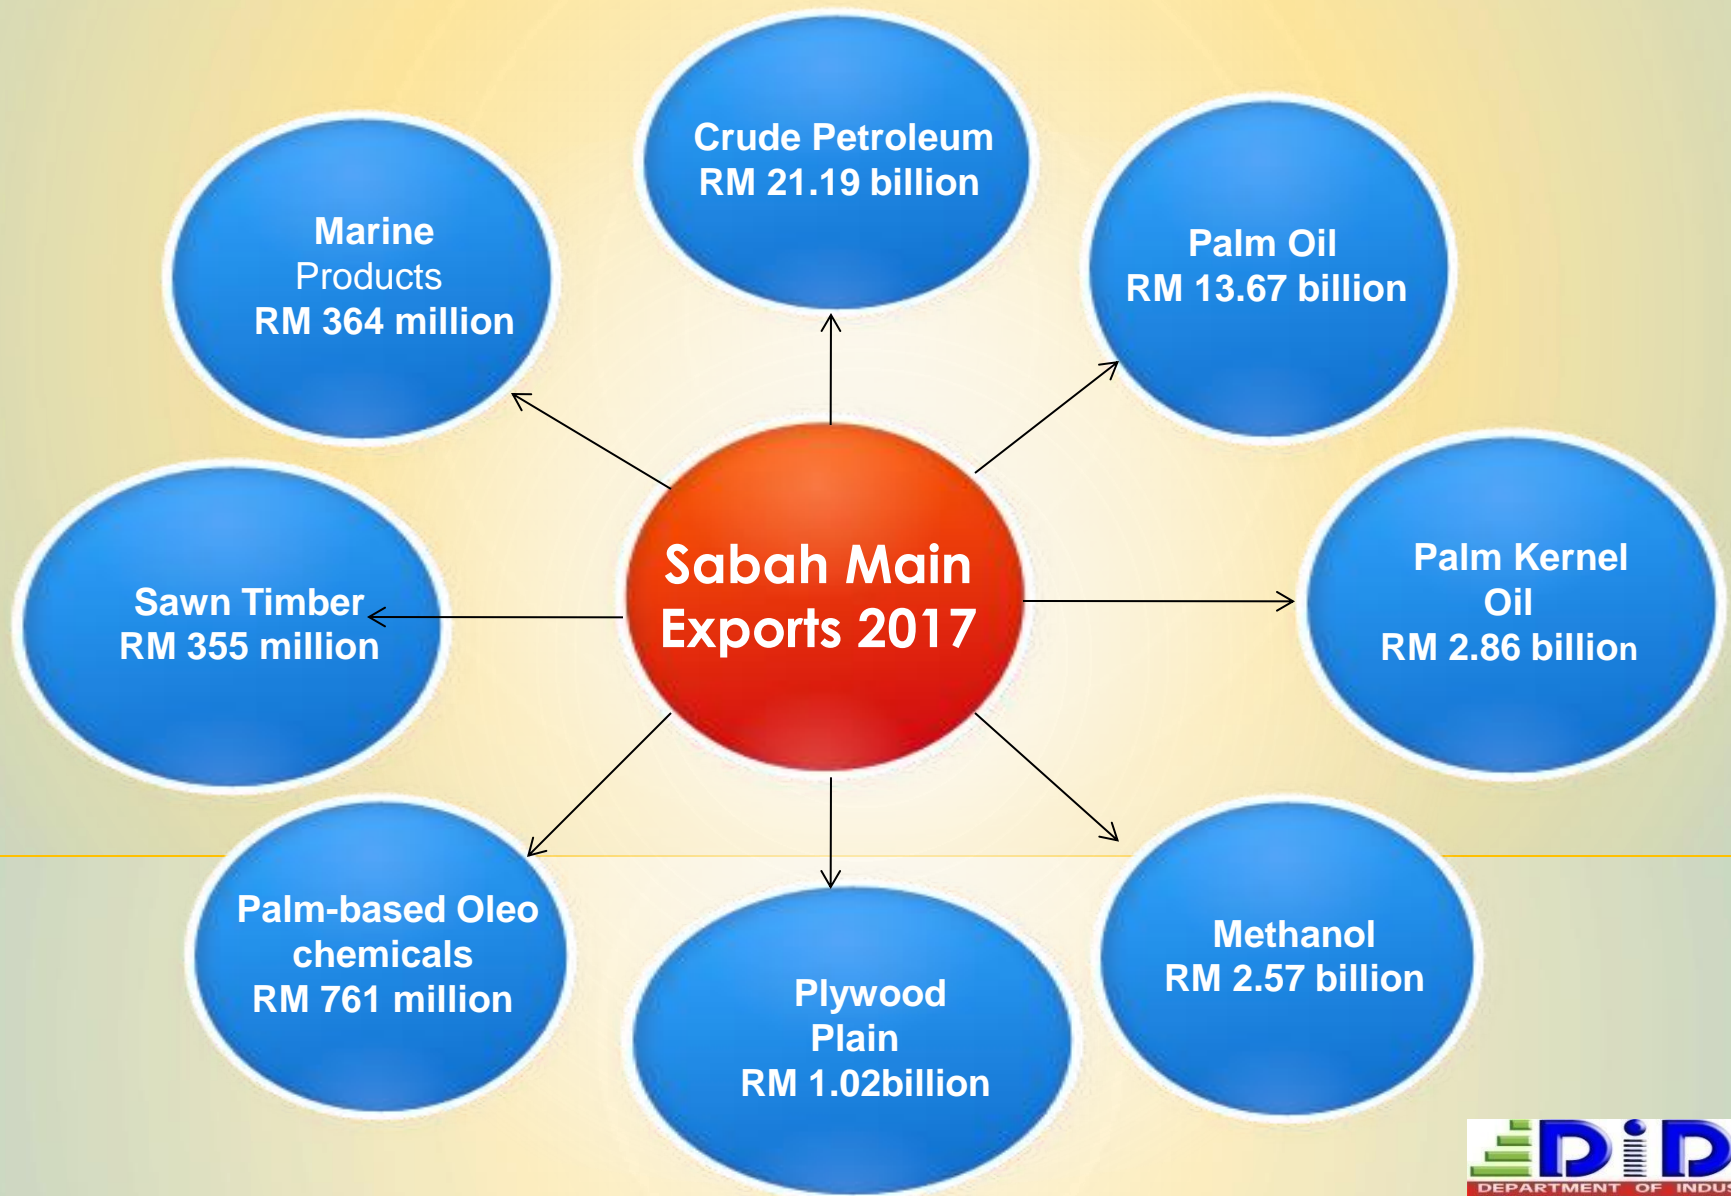 Crude Petroleum
RM 21.19 billion
Marine
Products
RM 364 million
Palm Oil
RM 13.67 billion
Sabah Main
Exports 2017
Palm Kernel
Oil
RM 2.86 billion
Sawn Timber
RM 355 million
Palm-based Oleo
chemicals
RM 761 million
Methanol
RM 2.57 billion
Plywood
Plain
RM 1.02billion
DiD
DEPARTMENT OF INDUS